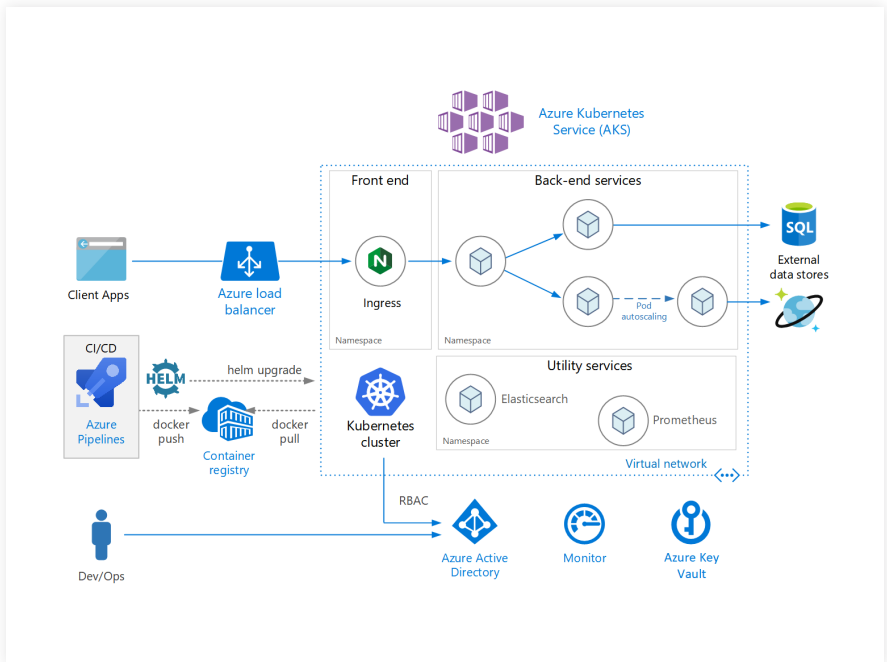 Azure Kubernetes
Service (AKS)
Front end
Back-end services
Client Apps
Azure load
balancer
N
Ingress
Namespace
Pod
autoscaling
Namespace
SQL
External
data stores
CI/CD
Azure
Pipelines
HELM
helm upgrade
docker
push
docker
pull
Container
registry
Kubernetes
cluster
Utility services
Elasticsearch
Prometheus
Namespace
Virtual network
RBAC
Dev/Ops
Azure Active
Directory
Monitor
Azure Key
Vault